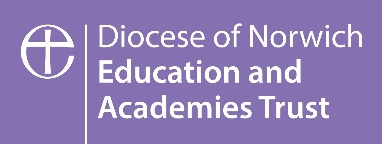 Diocese of Norwich
Education and
Academies Trust